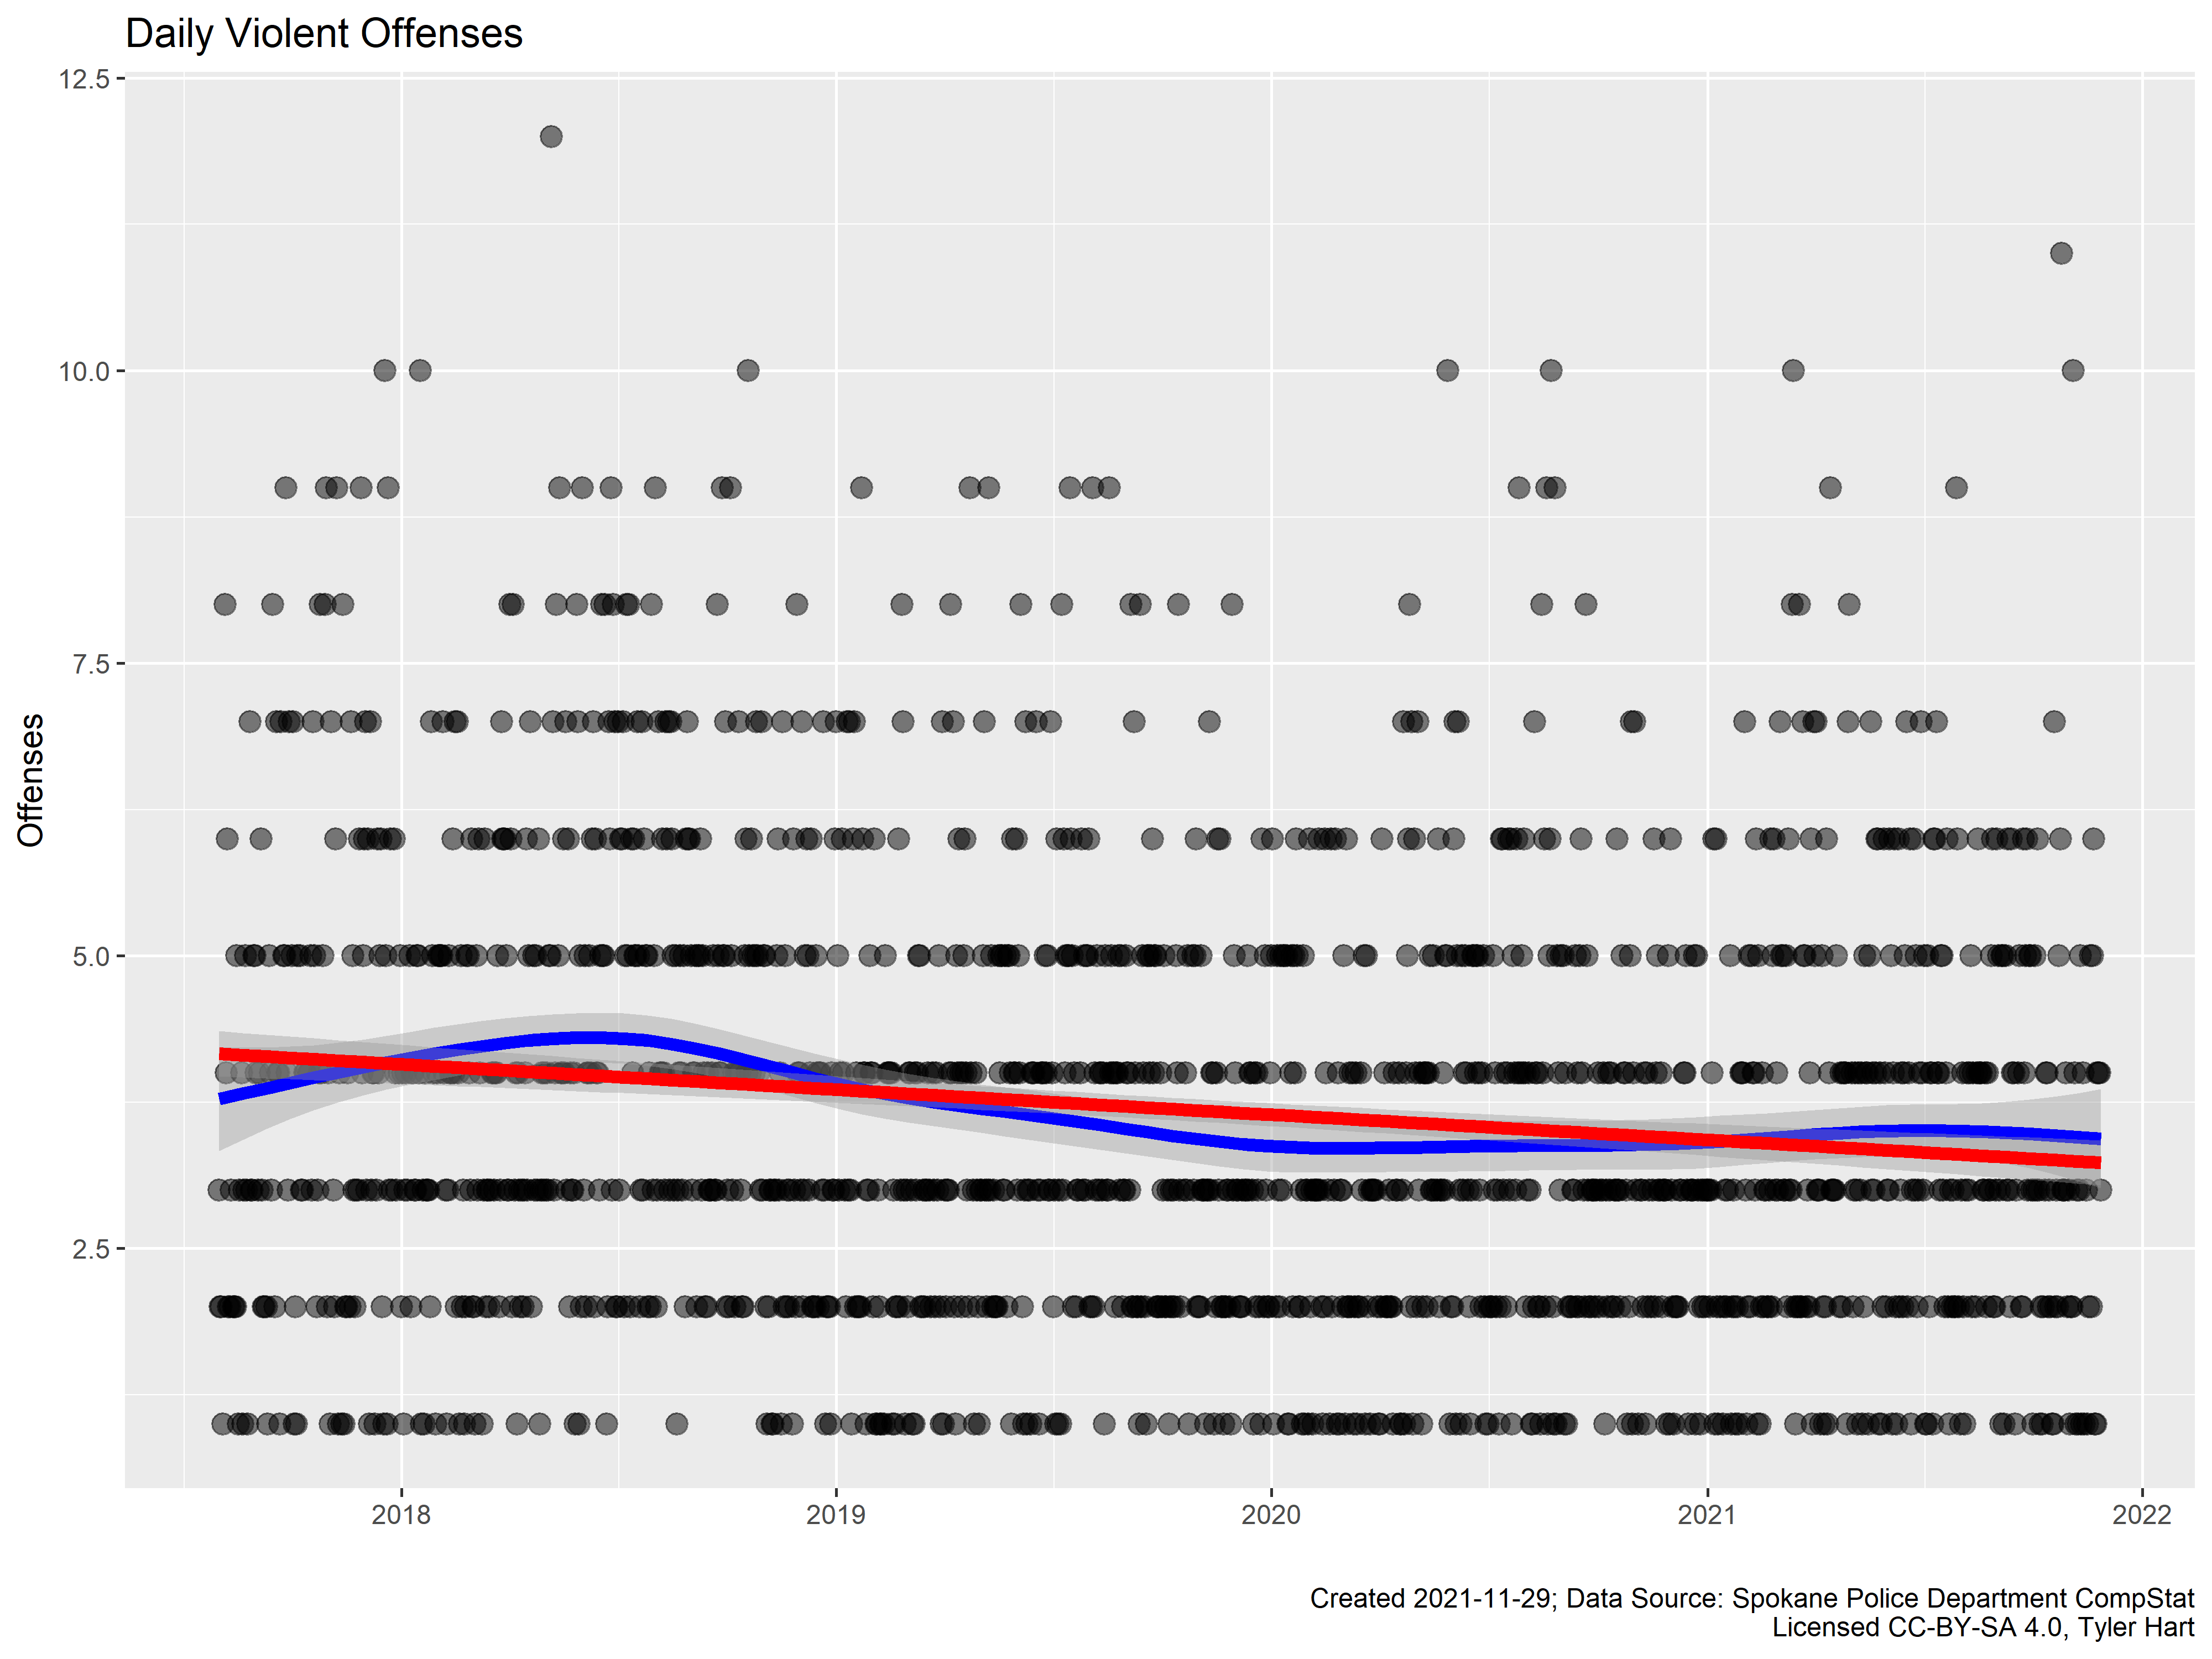 Daily Violent Offenses
12.5
10.0
7.5
5.0
2.5
Offenses
2018 2019 2020 2021 2022
Created 2021-11-29; Data Source: Spokane Police Department CompStat
Licensed CC-BY-SA 4.0, Tyler Hart